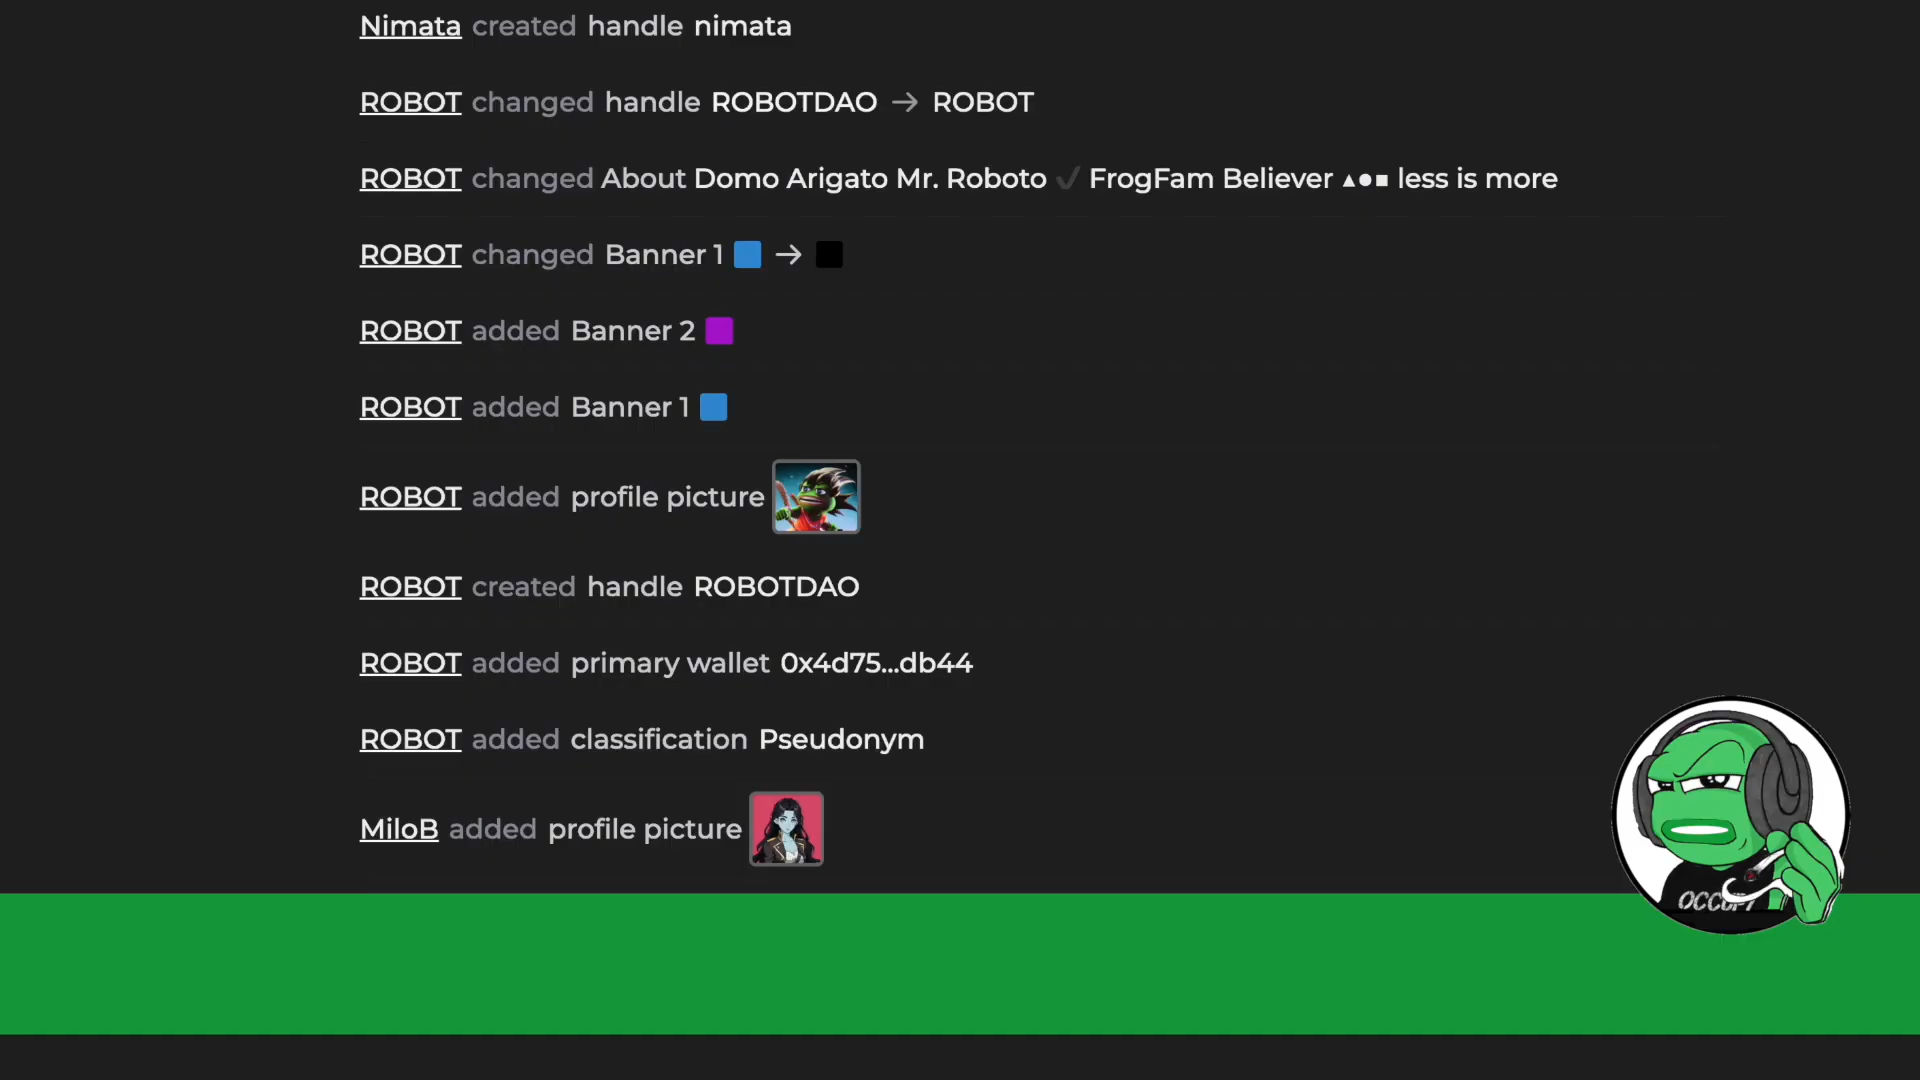 Nimata created handle nimata
ROBOT changed handle ROBOTDAO → ROBOT
ROBOT changed About Domo Arigato Mr. Roboto ✔ FrogFam Believer ▲●■ less is more
ROBOT changed Banner 1 → 
ROBOT added Banner 2
ROBOT added Banner 1
ROBOT added profile picture
ROBOT created handle ROBOTDAO
ROBOT added primary wallet 0x4d75...db44
ROBOT added classification Pseudonym
MiloB added profile picture